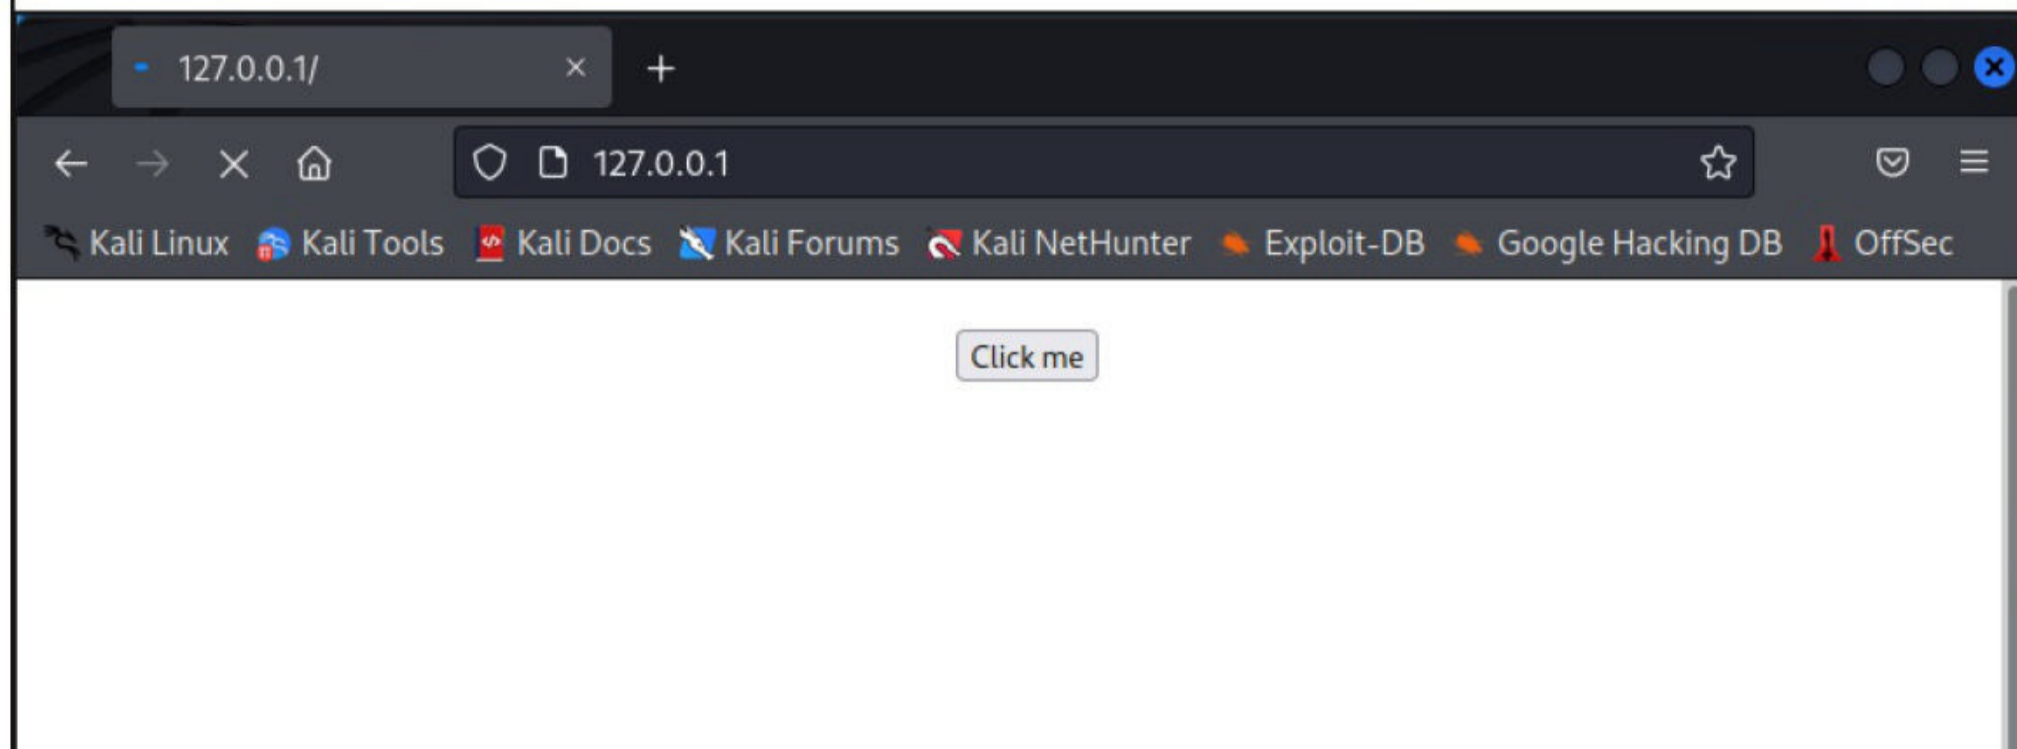 127.0.0.1/
127.0.0.1
Kali Linux Kali Tools Kali Docs Kali Forums Kali NetHunter Exploit-DB Google Hacking DB OffSec
Click me